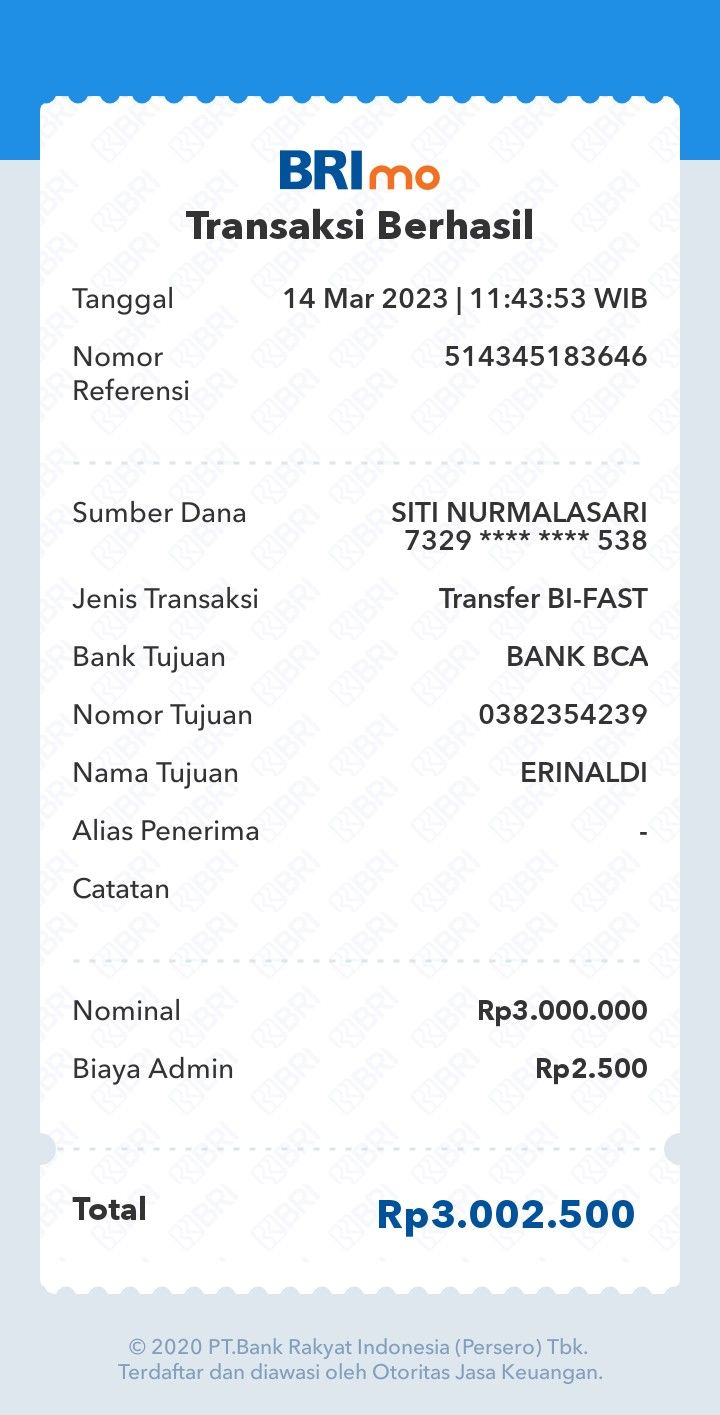 BRImo
Transaksi Berhasil
Tanggal 14 Mar 2023 | 11:43:53 WIB
Nomor Referensi 514345183646
Sumber Dana SITI NURMALASARI
7329 **** **** 538
Jenis Transaksi Transfer BI-FAST
Bank Tujuan BANK BCA
Nomor Tujuan 0382354239
Nama Tujuan ERINALDI
Alias Penerima -
Catatan
Nominal Rp3.000.000
Biaya Admin Rp2.500
Total Rp3.002.500
© 2020 PT.Bank Rakyat Indonesia (Persero) Tbk.
Terdaftar dan diawasi oleh Otoritas Jasa Keuangan.